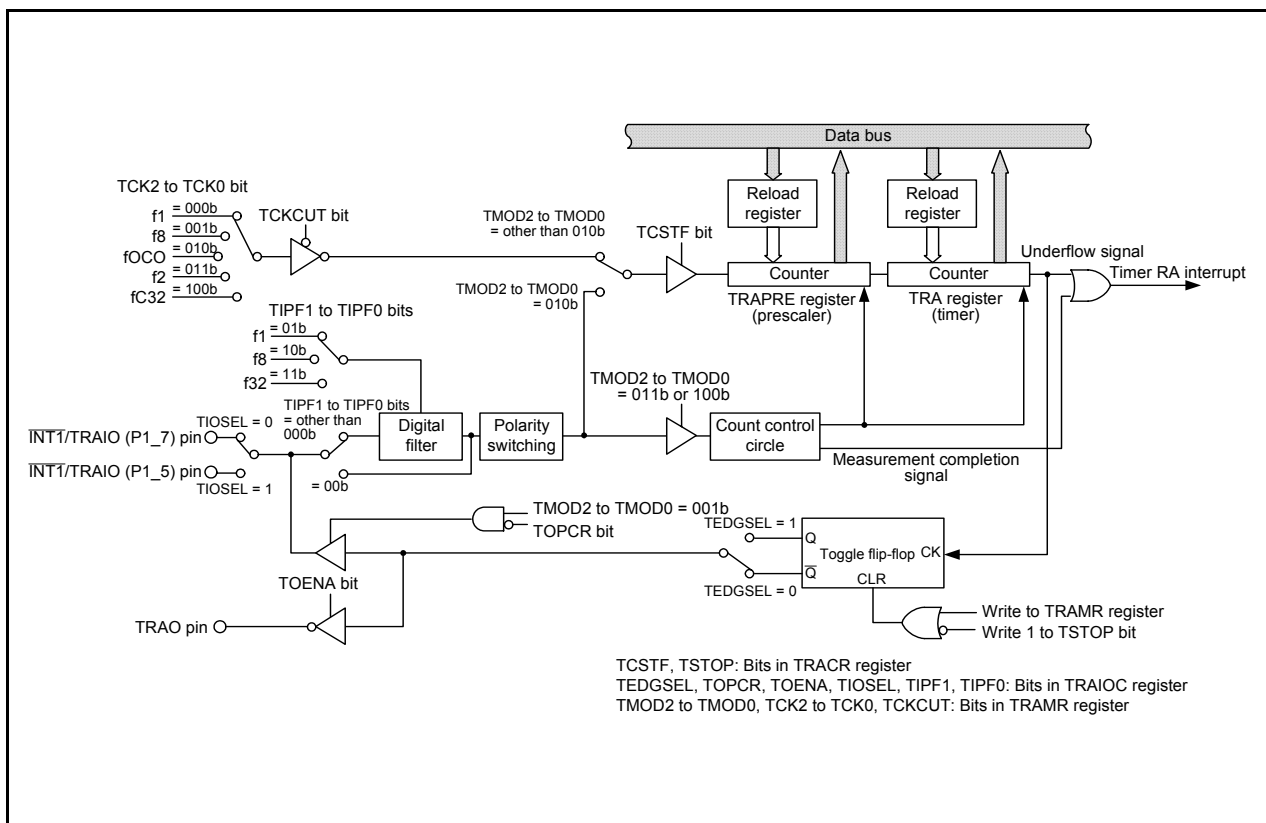 Data bus
TCK2 to TCK0 bit
f1 = 000b
f8 = 001b
fOCO = 010b
f2 = 011b
fC32 = 100b
TCKCUT bit
TMOD2 to TMOD0
= other than 010b
TMOD2 to TMOD0
= 010b
TCSTF bit
Reload
register
Counter
TRAPRE register
(prescaler)
Reload
register
Counter
TRA register
(timer)
Underflow signal
Timer RA interrupt
TIPF1 to TIPF0 bits
f1 = 01b
f8 = 10b
f32 = 11b
TIPF1 to TIPF0 bits
= other than
000b
= 00b
TIOSEL = 0
INT1/TRAIO (P1_7) pin
INT1/TRAIO (P1_5) pin
TIOSEL = 1
Digital
filter
Polarity
switching
TMOD2 to TMOD0
= 011b or 100b
Count control
circle
Measurement completion
signal
TMOD2 to TMOD0 = 001b
TOPCR bit
TOENA bit
TRAO pin
TEDGSEL = 1
TEDGSEL = 0
Q
Toggle flip-flop
CK
Q
CLR
Write to TRAMR register
Write 1 to TSTOP bit
TCSTF, TSTOP: Bits in TRACR register
TEDGSEL, TOPCR, TOENA, TIOSEL, TIPF1, TIPF0: Bits in TRAIOC register
TMOD2 to TMOD0, TCK2 to TCK0, TCKCUT: Bits in TRAMR register